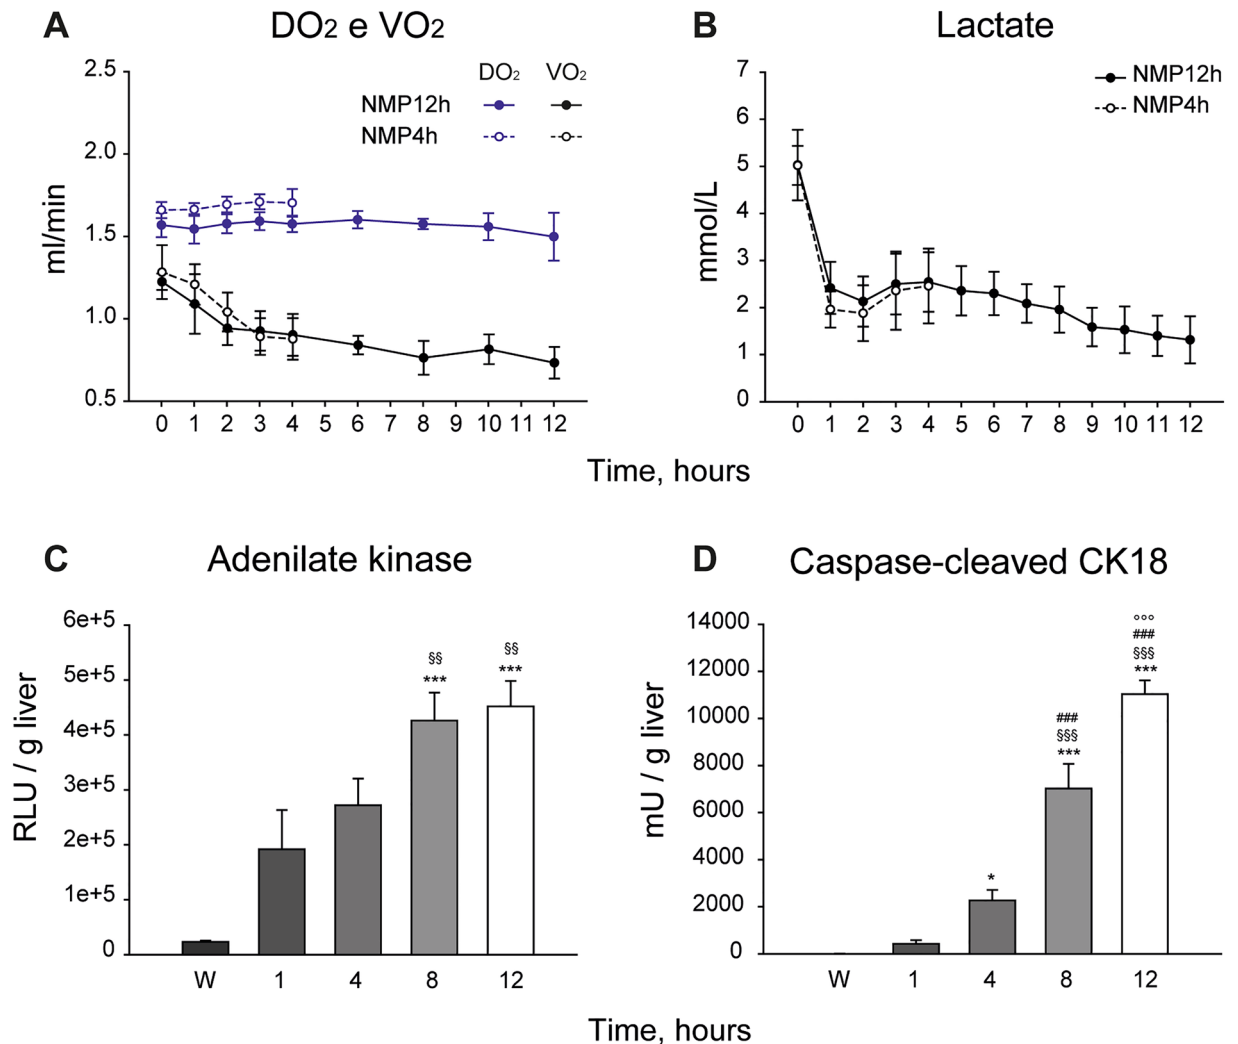 A DO2 e VO2
2.5
2.0
1.5
1.0
0.5
ml/min
DO2 VO2
NMP12h
NMP4h
0 1 2 3 4 5 6 7 8 9 10 11 12
B Lactate
7
6
5
4
3
2
1
0
mmol/L
NMP12h
NMP4h
0 1 2 3 4 5 6 7 8 9 10 11 12
Time, hours
C Adenilate kinase
6e+5
5e+5
4e+5
3e+5
2e+5
1e+5
0
RLU / g liver
§§ §§
*** ***
W 1 4 8 12
D Caspase-cleaved CK18
14000
12000
10000
8000
6000
4000
2000
0
mU / g liver
°°°
###
§§§
***
###
§§§
***
*
W 1 4 8 12
Time, hours